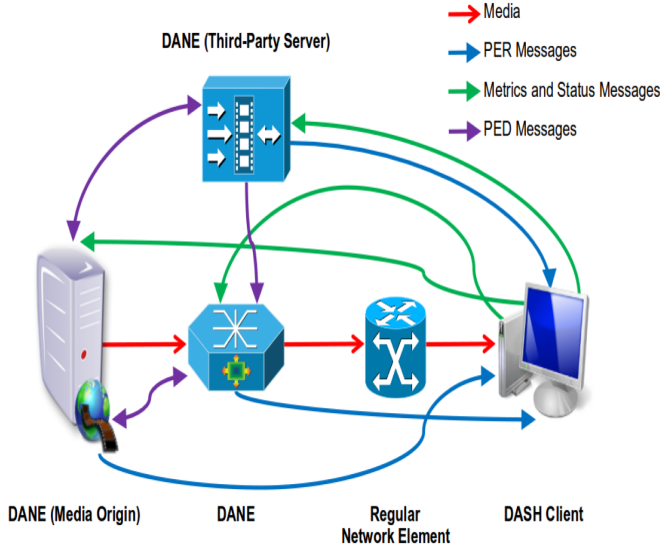 Media
DANE (Third-Party Server)
PER Messages
Metrics and Status Messages
PED Messages
DANE (Media Origin)
DANE
Regular
Network Element
DASH Client